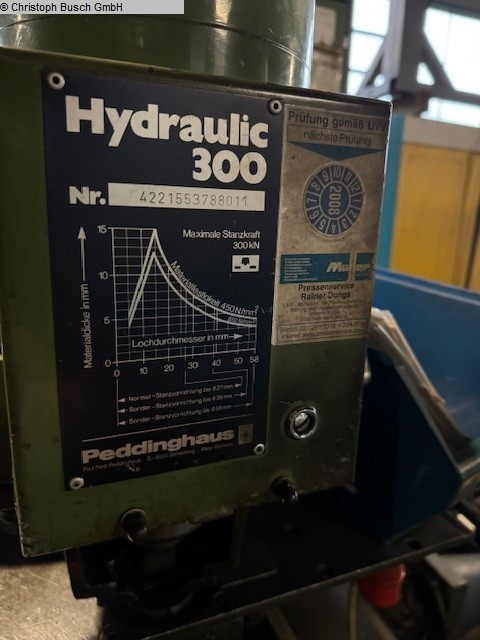 © Christoph Busch GmbH
Hydraulic
300
Nr. 4221553788011
Maximale Stanzkraft
300 kN
Materialdicke in mm
15
10
5
0
Materialfestigkeit 450N/mm²
Lochdurchmesser in mm
0 10 20 30 40 50 58
Normal-Stanzvorrichtung bis Ø 27 mm
Sonder-Stanzvorrichtung bis Ø 39 mm
Sonder-Stanzvorrichtung bis Ø 58 mm
Peddinghaus
Prüfung gemäß UVV
nächste Prüfung
2008
Pressenservice
Rainer Dungs